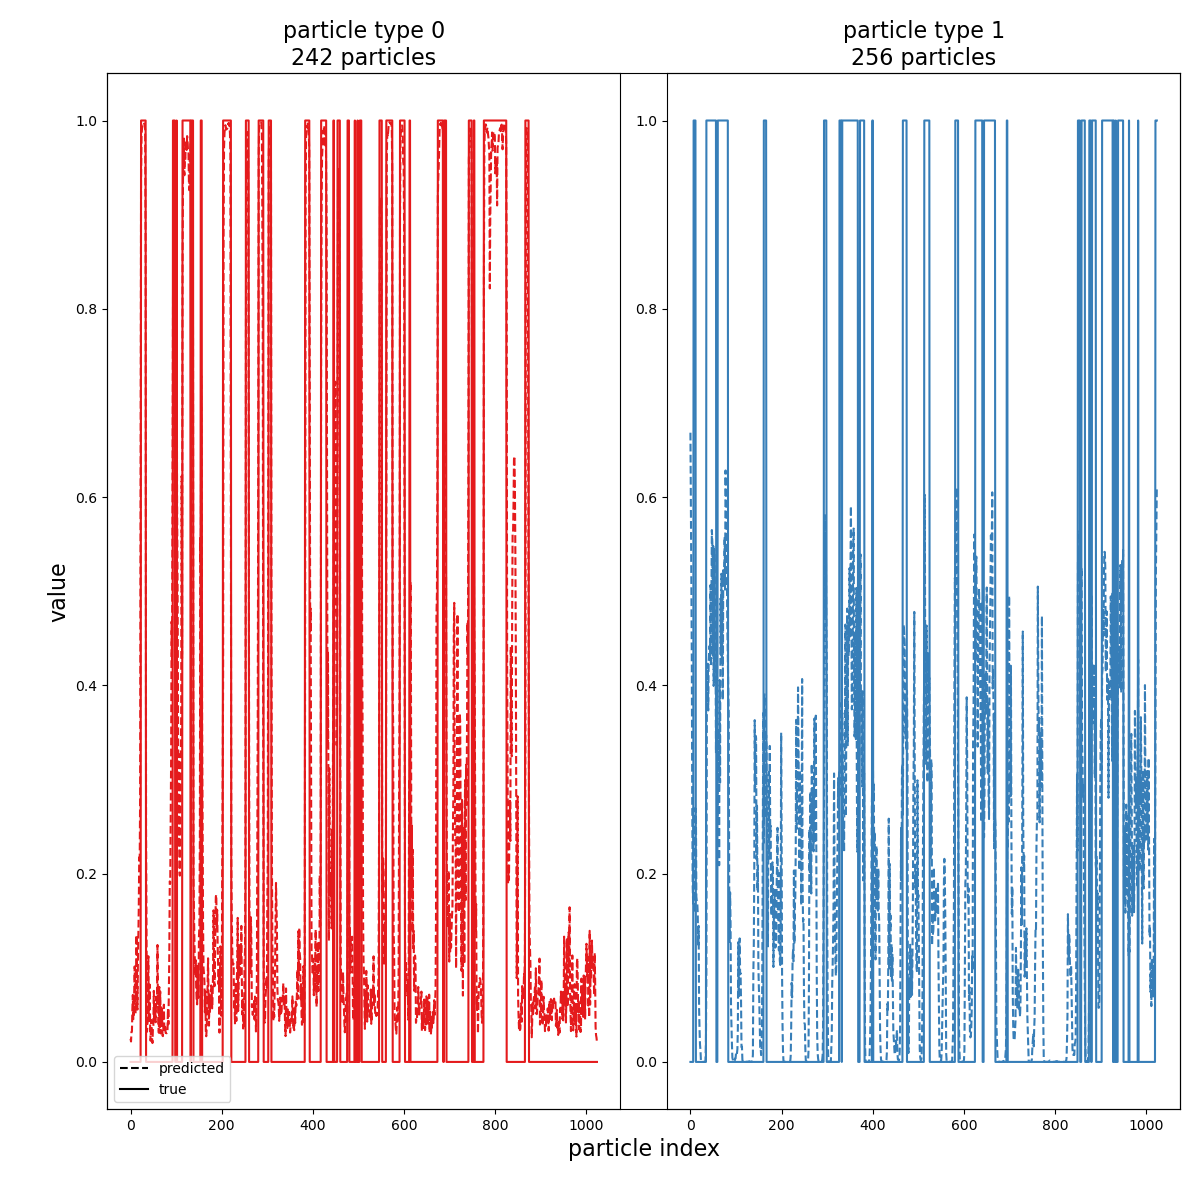 particle type 0
242 particles
particle type 1
256 particles
value
1.0
0.8
0.6
0.4
0.2
0.0
1.0
0.8
0.6
0.4
0.2
0.0
predicted
true
0 200 400 600 800 1000
0 200 400 600 800 1000
particle index